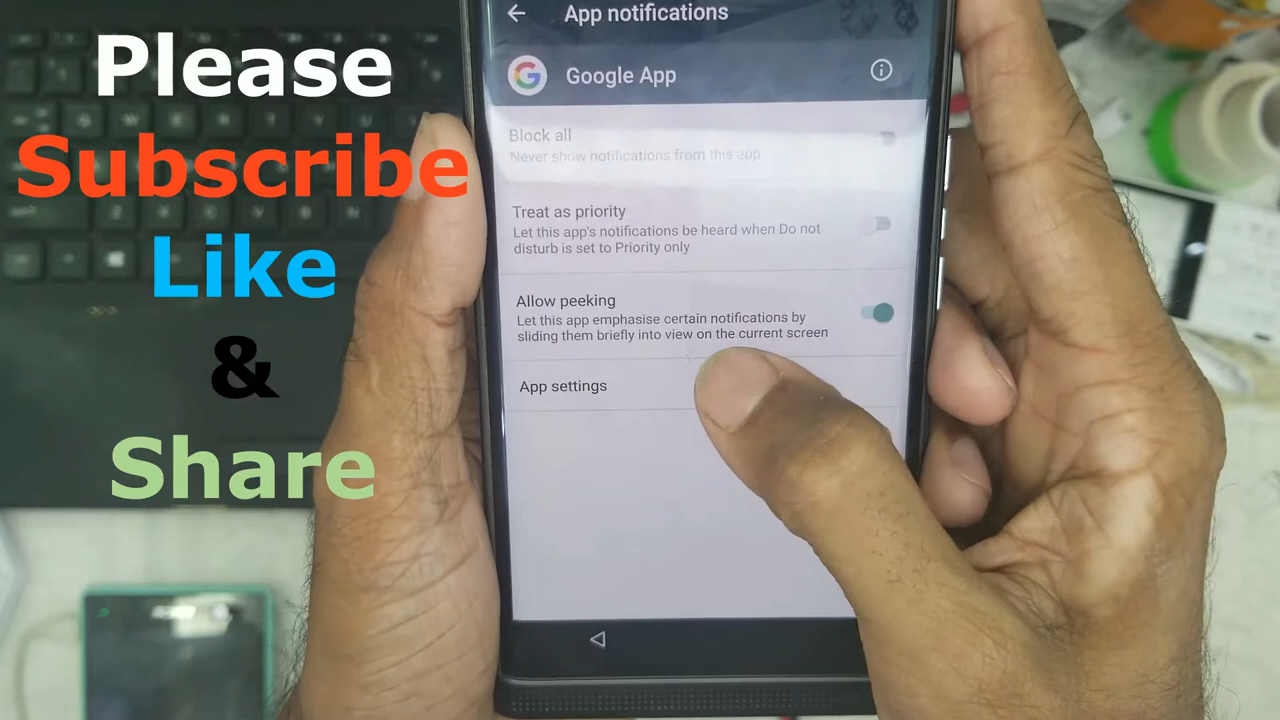 Please
Subscribe
Like
&
Share
App notifications
Google App
Block all
Never show notifications from this app
Treat as priority
Let this app's notifications be heard when Do not
disturb is set to Priority only
Allow peeking
Let this app emphasise certain notifications by
sliding them briefly into view on the current screen
App settings